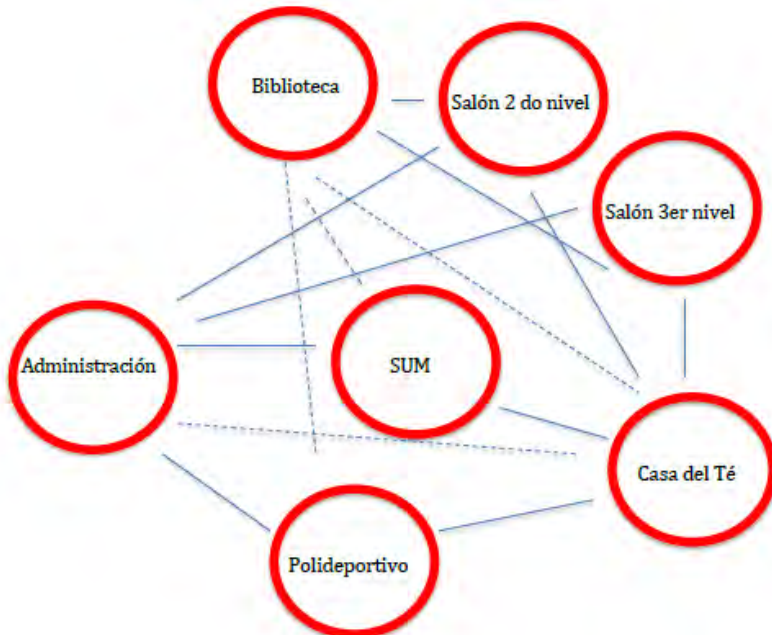 Biblioteca
Salón 2 do nivel
Salón 3er nivel
Administración
SUM
Casa del Té
Polideportivo